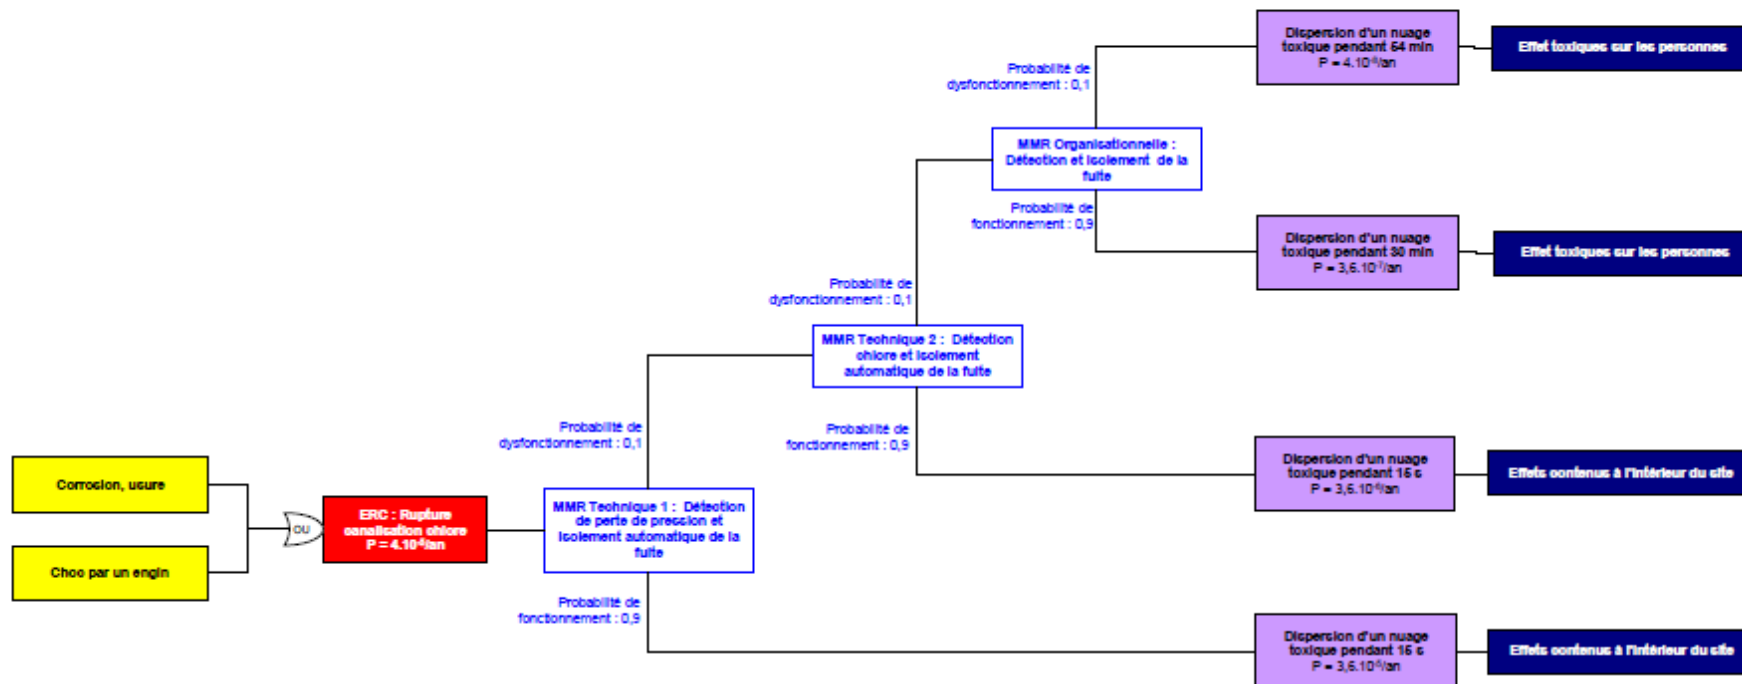 Dispersion d'un nuage
toxique pendant 54 min
P = 4.10⁻⁸/an
Effet toxiques sur les personnes
Probabilité de
dysfonctionnement : 0,1
MMR Organisationnelle :
Détection et isolement de la
fuite
Probabilité de
fonctionnement : 0,9
Dispersion d'un nuage
toxique pendant 30 min
P = 3,6.10⁻⁷/an
Effet toxiques sur les personnes
Probabilité de
dysfonctionnement : 0,1
MMR Technique 2 : Détection
chlore et isolement
automatique de la fuite
Probabilité de
fonctionnement : 0,9
Dispersion d'un nuage
toxique pendant 15 s
P = 3,6.10⁻⁶/an
Effets contenus à l'intérieur du site
Probabilité de
dysfonctionnement : 0,1
Corrosion, usure
Choc par un engin
OU
ERC : Rupture
canalisation chlore
P = 4.10⁻⁵/an
MMR Technique 1 : Détection
de perte de pression et
isolement automatique de la
fuite
Probabilité de
fonctionnement : 0,9
Dispersion d'un nuage
toxique pendant 15 s
P = 3,6.10⁻⁵/an
Effets contenus à l'intérieur du site